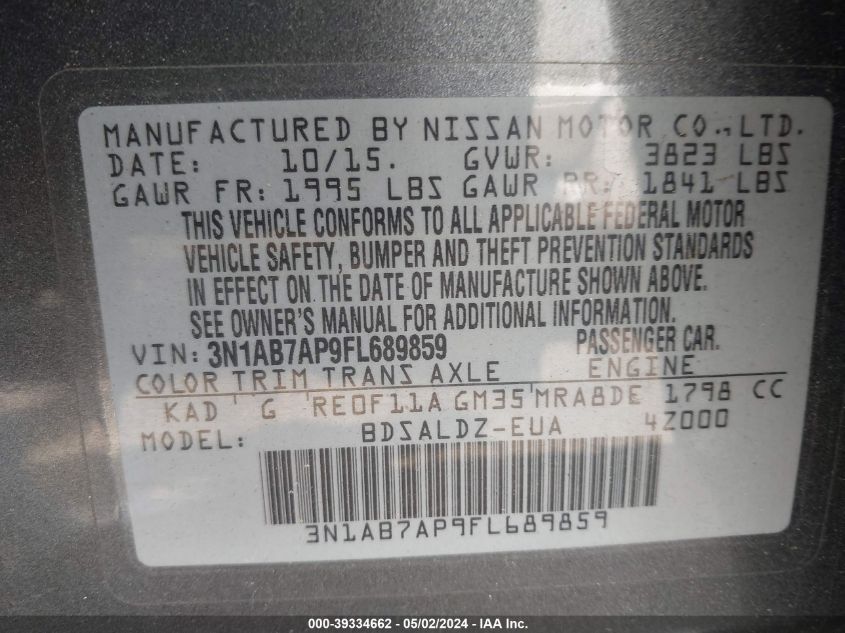 MANUFACTURED BY NISSAN MOTOR CO., LTD.
DATE: 10/15. GVWR: 3823 LBS
GAWR FR: 1995 LBS GAWR RR: 1841 LBS
THIS VEHICLE CONFORMS TO ALL APPLICABLE FEDERAL MOTOR
VEHICLE SAFETY, BUMPER AND THEFT PREVENTION STANDARDS
IN EFFECT ON THE DATE OF MANUFACTURE SHOWN ABOVE.
SEE OWNER'S MANUAL FOR ADDITIONAL INFORMATION.
VIN: 3N1AB7AP9FL689859 PASSENGER CAR.
COLOR TRIM TRANS AXLE ENGINE
KAD G RE0F11A GM35 MRA8DE 1798 CC
MODEL: BDSALDZ-EUA 4Z000
3N1AB7AP9FL689859
000-39334662 - 05/02/2024 - IAA Inc.